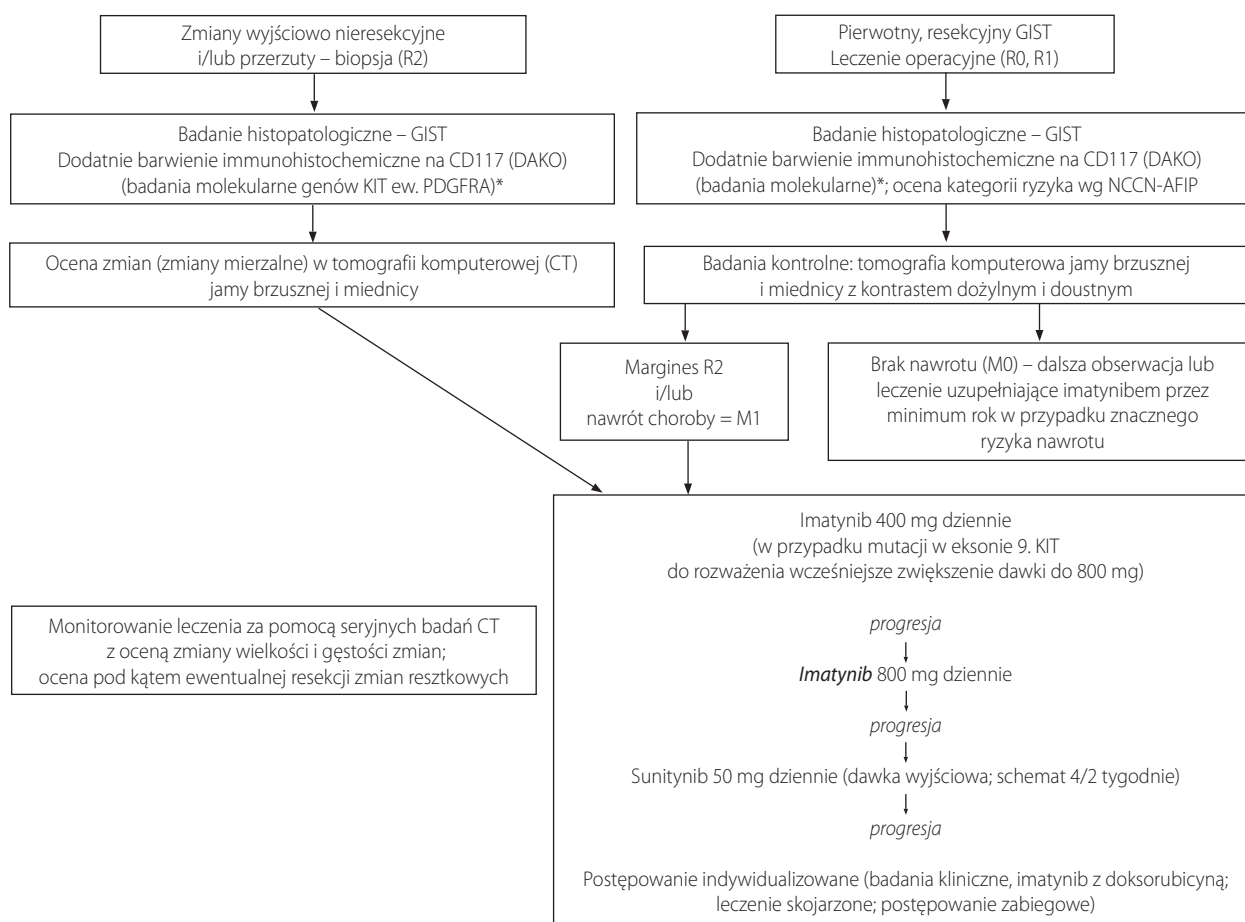 Zmiany wyjściowo nieresekcyjne
i/lub przerzuty – biopsja (R2)
Pierwotny, resekcyjny GIST
Leczenie operacyjne (R0, R1)
Badanie histopatologiczne – GIST
Dodatnie barwienie immunohistochemiczne na CD117 (DAKO)
(badania molekularne genów KIT ew. PDGFRA)*
Badanie histopatologiczne – GIST
Dodatnie barwienie immunohistochemiczne na CD117 (DAKO)
(badania molekularne)*; ocena kategorii ryzyka wg NCCN-AFIP
Ocena zmian (zmiany mierzalne) w tomografii komputerowej (CT)
jamy brzusznej i miednicy
Badania kontrolne: tomografia komputerowa jamy brzusznej
i miednicy z kontrastem dożylnym i doustnym
Margines R2
i/lub
nawrót choroby = M1
Brak nawrotu (M0) – dalsza obserwacja lub
leczenie uzupełniające imatynibem przez
minimum rok w przypadku znacznego
ryzyka nawrotu
Imatynib 400 mg dziennie
(w przypadku mutacji w eksonie 9. KIT
do rozważenia wcześniejsze zwiększenie dawki do 800 mg)
Monitorowanie leczenia za pomocą seryjnych badań CT
z oceną zmiany wielkości i gęstości zmian;
ocena pod kątem ewentualnej resekcji zmian resztkowych
progresja
Imatynib 800 mg dziennie
progresja
Sunitynib 50 mg dziennie (dawka wyjściowa; schemat 4/2 tygodnie)
progresja
Postępowanie indywidualizowane (badania kliniczne, imatynib z doksorubicyną;
leczenie skojarzone; postępowanie zabiegowe)